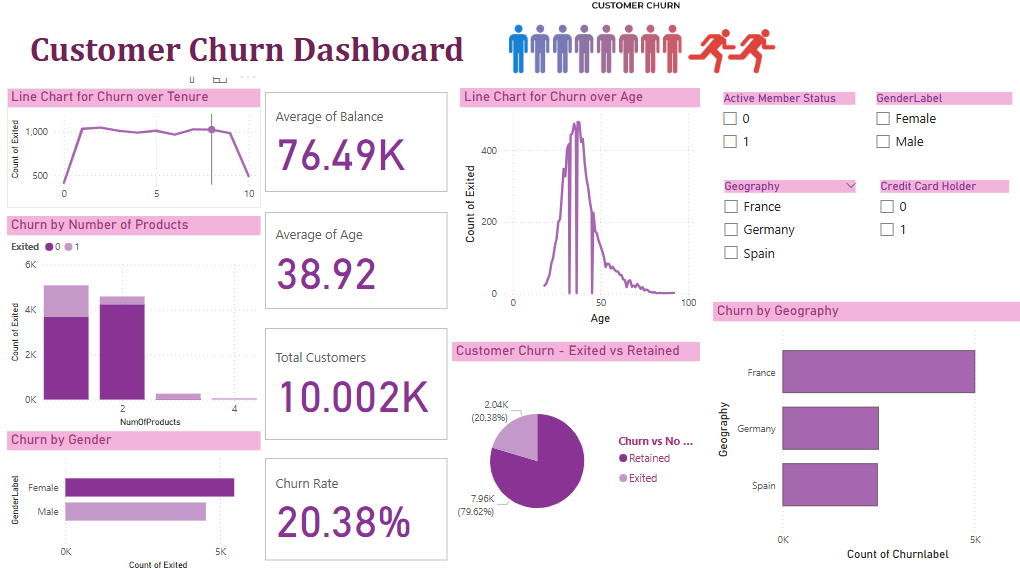 CUSTOMER CHURN
Customer Churn Dashboard
Line Chart for Churn over Tenure
Count of Exited
1,000
500
0
5
10
Churn by Number of Products
Exited 0 1
Count of Exited
6K
4K
2K
0K
2
4
NumOfProducts
Churn by Gender
GenderLabel
Female
Male
0K
5K
Count of Exited
Average of Balance
76.49K
Average of Age
38.92
Total Customers
10.002K
Churn Rate
20.38%
Line Chart for Churn over Age
Count of Exited
400
200
0
0
50
100
Age
Customer Churn - Exited vs Retained
2.04K
(20.38%)
7.96K
(79.62%)
Churn vs No ...
Retained
Exited
Active Member Status
0
1
GenderLabel
Female
Male
Geography
France
Germany
Spain
Credit Card Holder
0
1
Churn by Geography
Geography
France
Germany
Spain
0K
5K
Count of Churnlabel